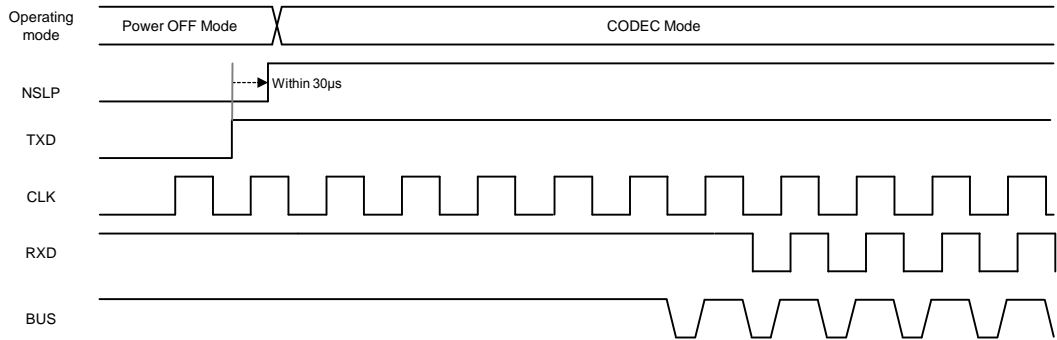 Operating
mode
Power OFF Mode
CODEC Mode
NSLP
Within 30µs
TXD
CLK
RXD
BUS